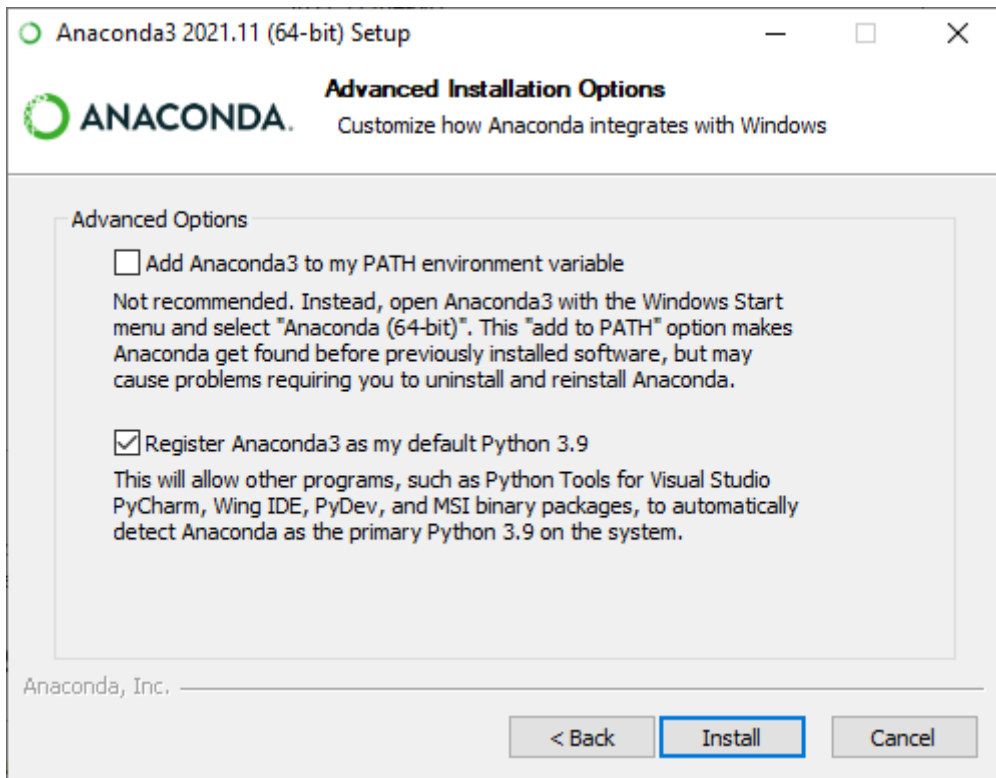 Anaconda3 2021.11 (64-bit) Setup
ANACONDA.
Advanced Installation Options
Customize how Anaconda integrates with Windows
Advanced Options
Add Anaconda3 to my PATH environment variable
Not recommended. Instead, open Anaconda3 with the Windows Start
menu and select "Anaconda (64-bit)". This "add to PATH" option makes
Anaconda get found before previously installed software, but may
cause problems requiring you to uninstall and reinstall Anaconda.
Register Anaconda3 as my default Python 3.9
This will allow other programs, such as Python Tools for Visual Studio
PyCharm, Wing IDE, PyDev, and MSI binary packages, to automatically
detect Anaconda as the primary Python 3.9 on the system.
Anaconda, Inc.
< Back
Install
Cancel